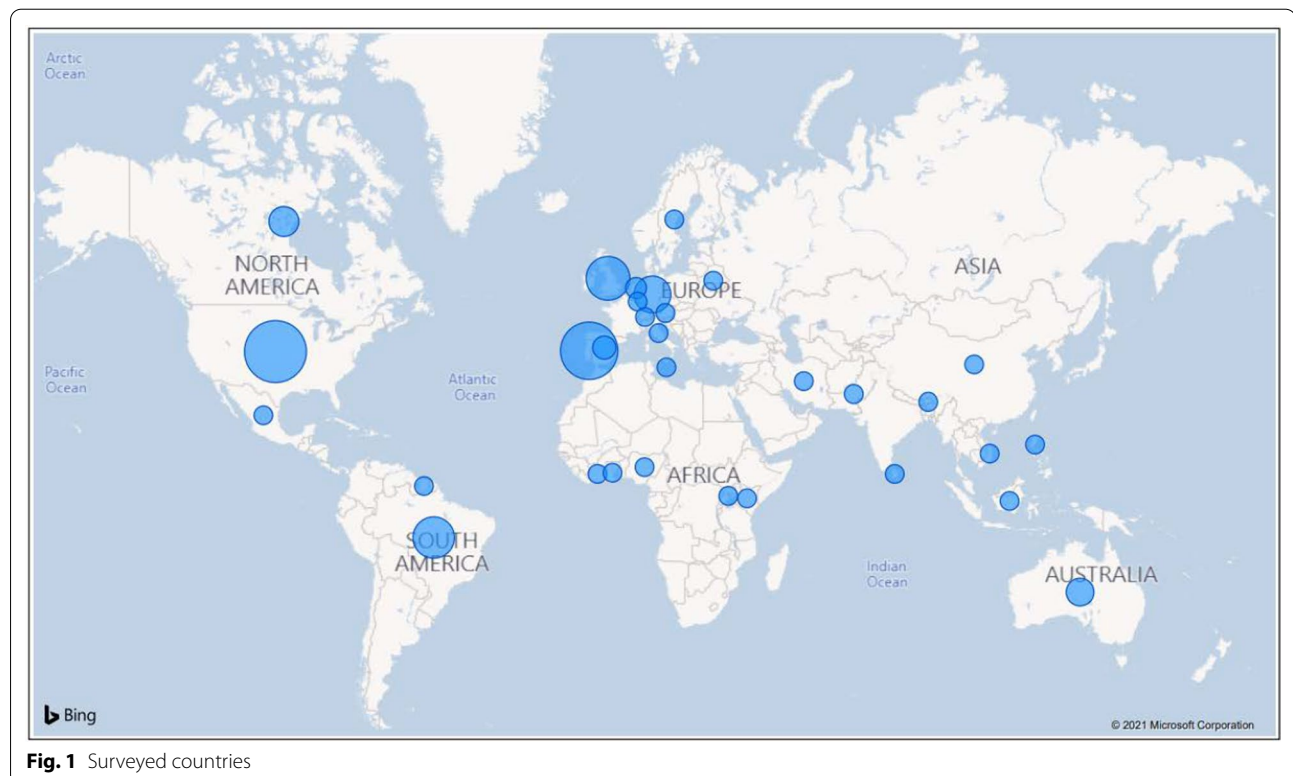 Arctic
Ocean
NORTH
AMERICA
EUROPE
ASIA
Pacific
Ocean
Atlantic
Ocean
AFRICA
SOUTH
AMERICA
Indian
Ocean
AUSTRALIA
Bing
© 2021 Microsoft Corporation
Fig. 1 Surveyed countries